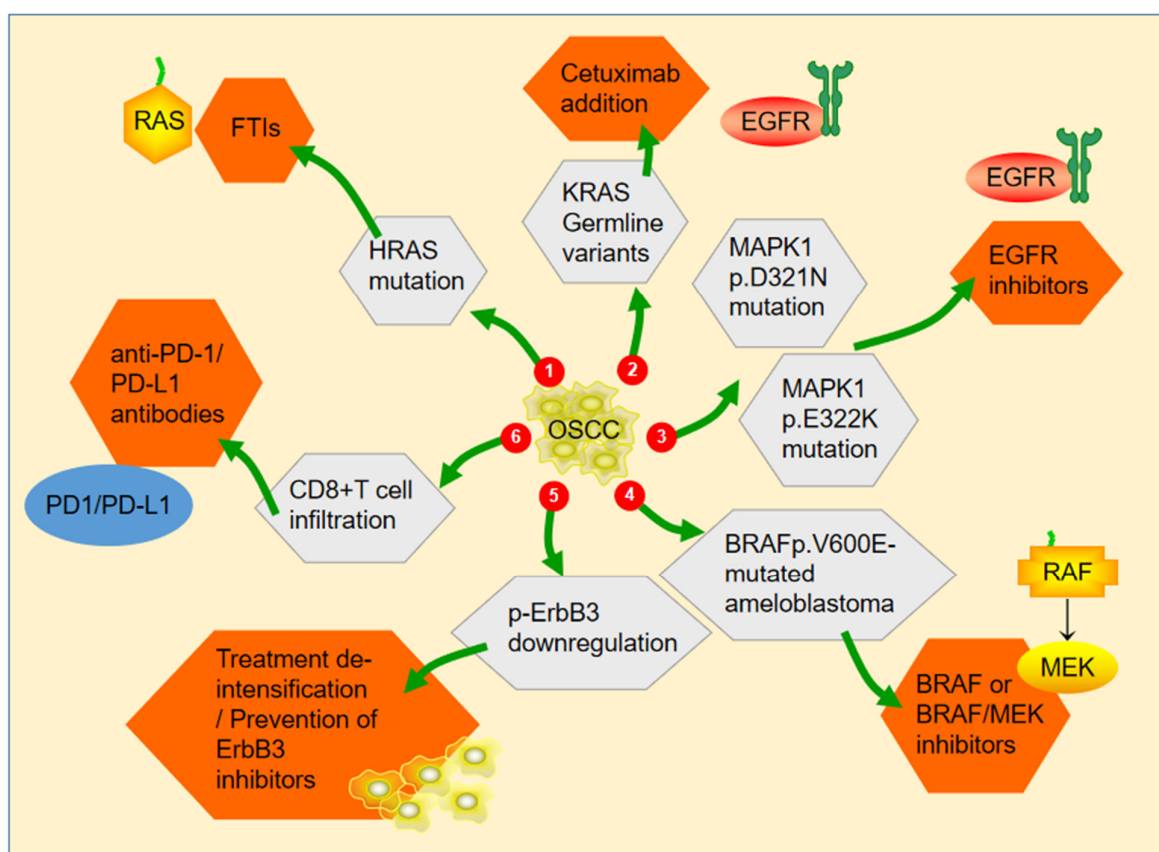 RAS
FTIs
HRAS
mutation
1
Cetuximab
addition
EGFR
KRAS
Germline
variants
2
EGFR
MAPK1
p.D321N
mutation
EGFR
inhibitors
MAPK1
p.E322K
mutation
3
OSCC
BRAFp.V600E-
mutated
ameloblastoma
4
RAF
MEK
BRAF or
BRAF/MEK
inhibitors
5
p-ErbB3
downregulation
Treatment de-
intensification
/ Prevention of
ErbB3
inhibitors
6
CD8+T cell
infiltration
anti-PD-1/
PD-L1
antibodies
PD1/PD-L1